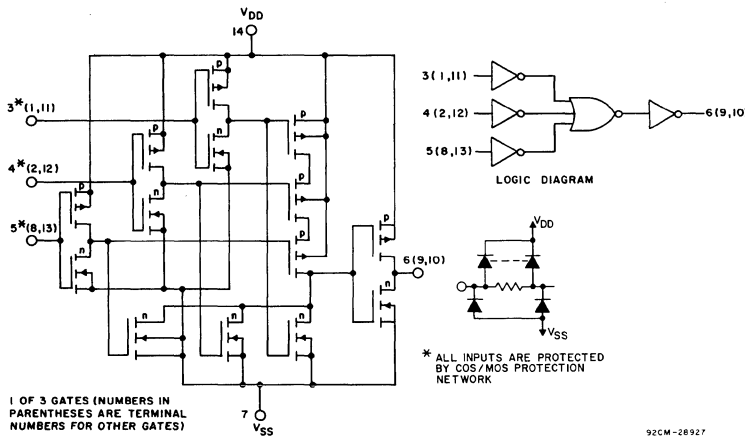 VDD
14
3*(1,11)
4*(2,12)
5*(8,13)
p
n
p
n
p
n
p
p
p
n
n
n
p
n
6(9,10)
7
VSS
3(1,11)
4(2,12)
5(8,13)
6(9,10
LOGIC DIAGRAM
VDD
VSS
* ALL INPUTS ARE PROTECTED
BY COS/MOS PROTECTION
NETWORK
1 OF 3 GATES (NUMBERS IN
PARENTHESES ARE TERMINAL
NUMBERS FOR OTHER GATES)
92CM-28927